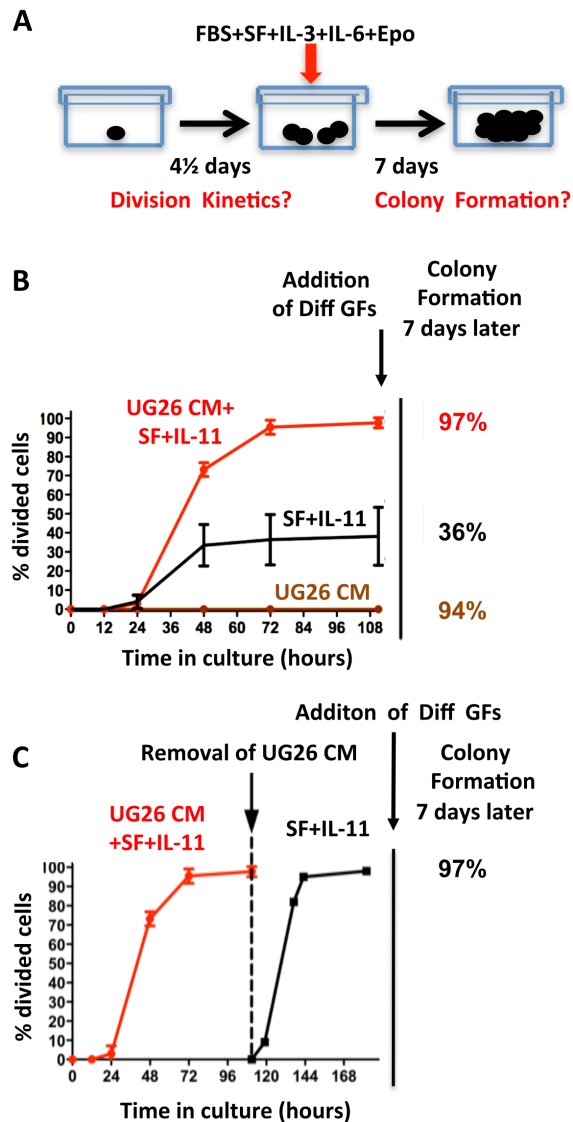 A
FBS+SF+IL-3+IL-6+Epo
4½ days
7 days
Division Kinetics?
Colony Formation?
B
Addition
of Diff GFs
Colony
Formation
7 days later
% divided cells
100
90
80
70
60
50
40
30
20
10
0
UG26 CM+
SF+IL-11
97%
SF+IL-11
36%
UG26 CM
94%
0 12 24 36 48 60 72 84 96 108
Time in culture (hours)
Additon of Diff GFs
C
Removal of UG26 CM
Colony
Formation
7 days later
UG26 CM
+SF+IL-11
SF+IL-11
97%
% divided cells
100
90
80
70
60
50
40
30
20
10
0
0 24 48 72 96 120 144 168
Time in culture (hours)